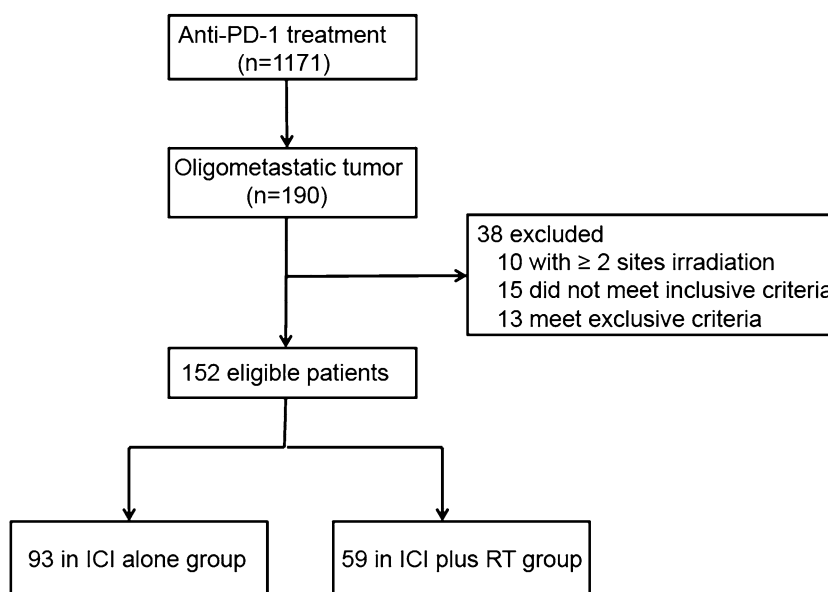 Anti-PD-1 treatment
(n=1171)
Oligometastatic tumor
(n=190)
38 excluded
10 with ≥ 2 sites irradiation
15 did not meet inclusive criteria
13 meet exclusive criteria
152 eligible patients
93 in ICI alone group
59 in ICI plus RT group